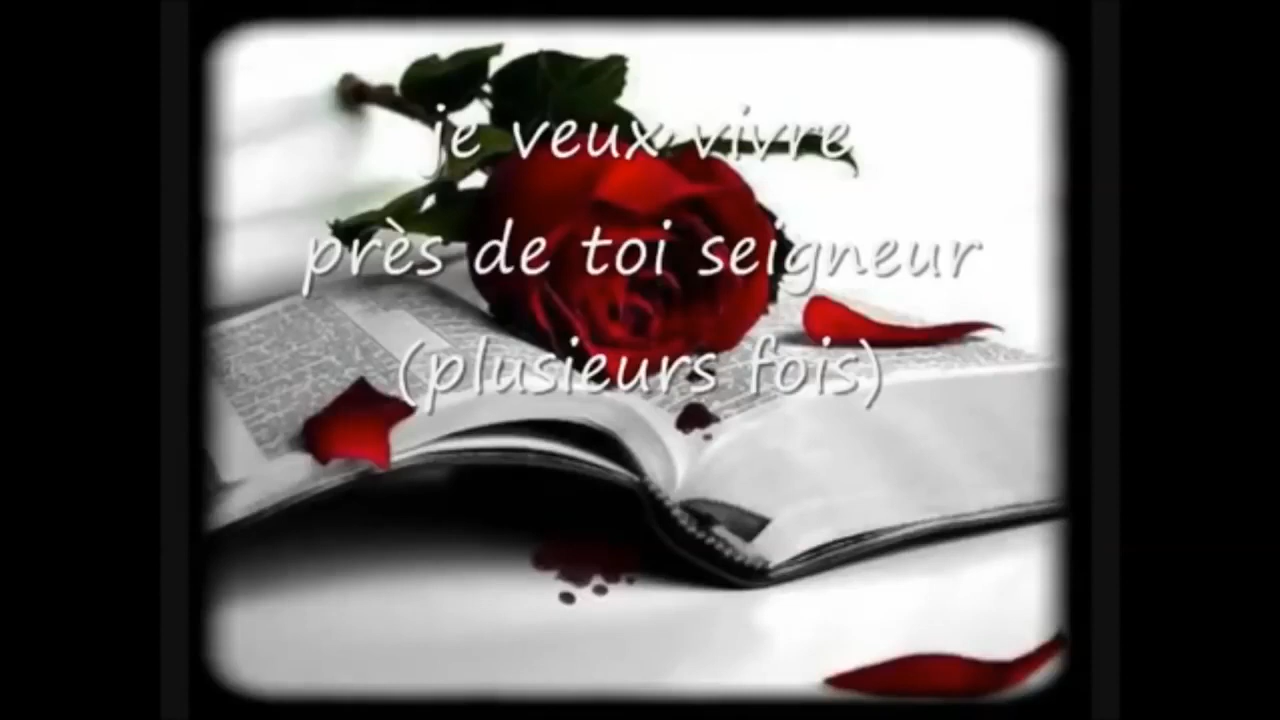 je veux vivre
près de toi seigneur
(plusieurs fois)